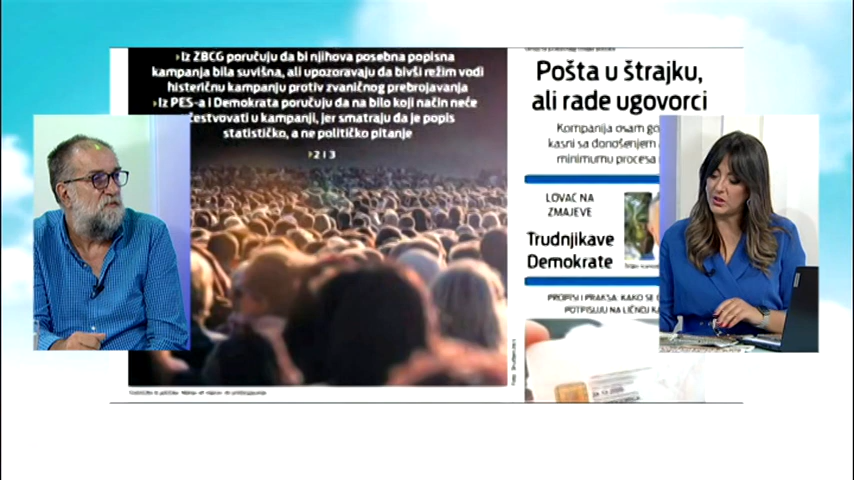 Iz ZBCG poručuju da bi njihova posebna popisna
kampanja bila suvišna, ali upozoravaju da bivši režim vodi
histeričnu kampanju protiv zvaničnog prebrojavanja
Iz PES-a i Demokrata poručuju da na bilo koji način neće
čestvovati u kampanji, jer smatraju da je popis
statističko, a ne političko pitanje
2 i 3
Pošta u štrajku,
ali rade ugovorci
Kompanija osam go
kasni sa donošenjem
minimumu procesa
LOVAC NA
ZMAJEVE
Trudnjikave
Demokrate
PROPISI I PRAKSA: KAKO SE
POTPISUJU NA LIČNOJ KA